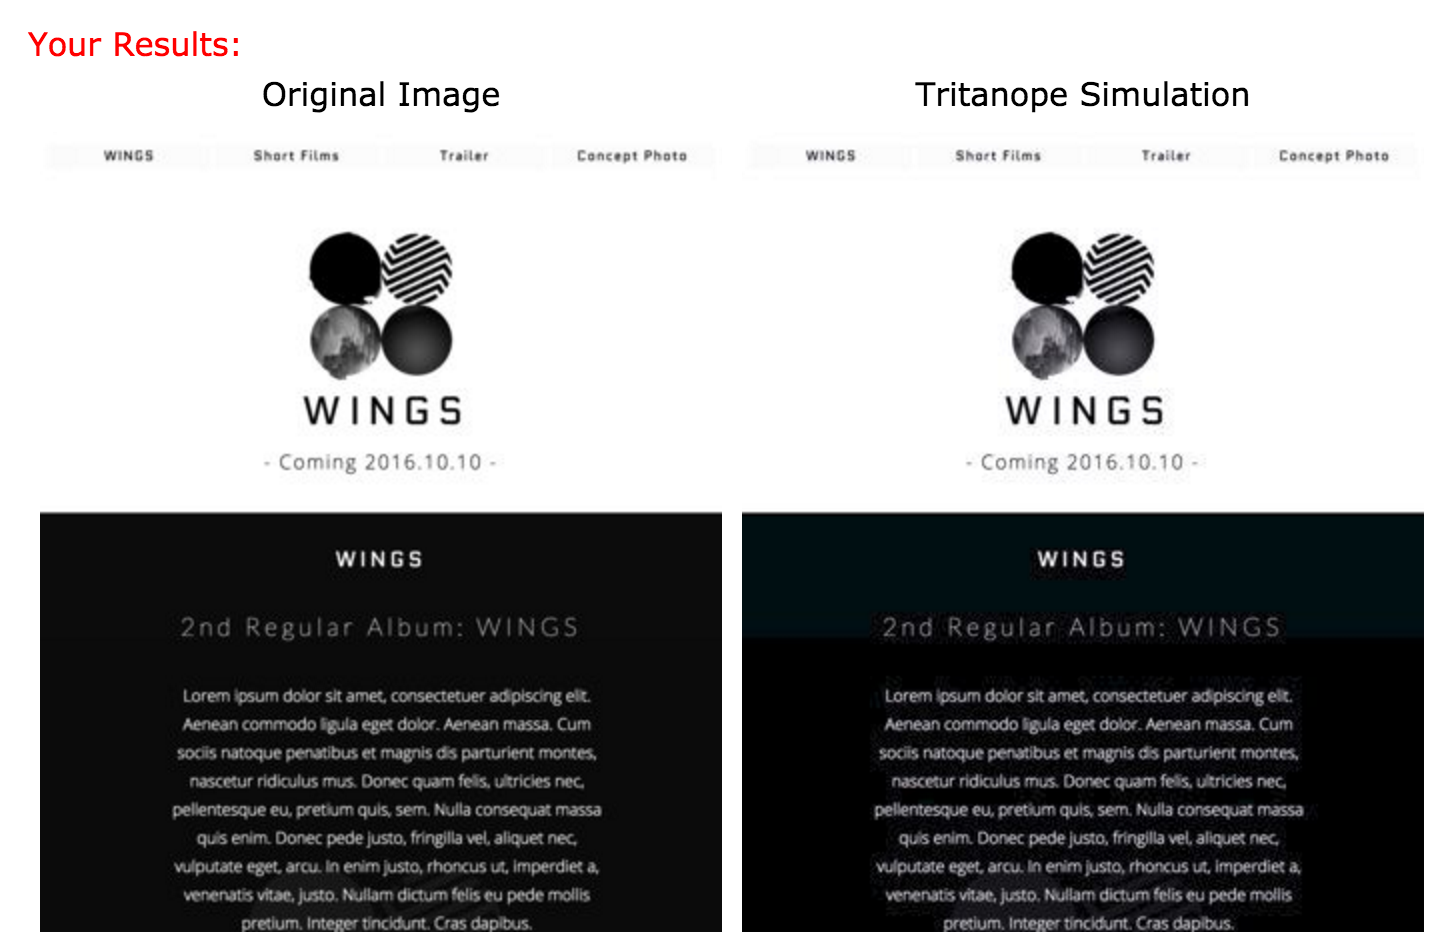 Your Results:
Original Image
WINGS Short Films Trailer Concept Photo
WINGS
- Coming 2016.10.10 -
WINGS
2nd Regular Album: WINGS
Lorem ipsum dolor sit amet, consectetuer adipiscing elit.
Aenean commodo ligula eget dolor. Aenean massa. Cum
sociis natoque penatibus et magnis dis parturient montes,
nascetur ridiculus mus. Donec quam felis, ultricies nec,
pellentesque eu, pretium quis, sem. Nulla consequat massa
quis enim. Donec pede justo, fringilla vel, aliquet nec,
vulputate eget, arcu. In enim justo, rhoncus ut, imperdiet a,
venenatis vitae, justo. Nullam dictum felis eu pede mollis
pretium. Integer tincidunt. Cras dapibus.
Tritanope Simulation
WINGS Short Films Trailer Concept Photo
WINGS
- Coming 2016.10.10 -
WINGS
2nd Regular Album: WINGS
Lorem ipsum dolor sit amet, consectetuer adipiscing elit.
Aenean commodo ligula eget dolor. Aenean massa. Cum
sociis natoque penatibus et magnis dis parturient montes,
nascetur ridiculus mus. Donec quam felis, ultricies nec,
pellentesque eu, pretium quis, sem. Nulla consequat massa
quis enim. Donec pede justo, fringilla vel, aliquet nec,
vulputate eget, arcu. In enim justo, rhoncus ut, imperdiet a,
venenatis vitae, justo. Nullam dictum felis eu pede mollis
pretium. Integer tincidunt. Cras dapibus.